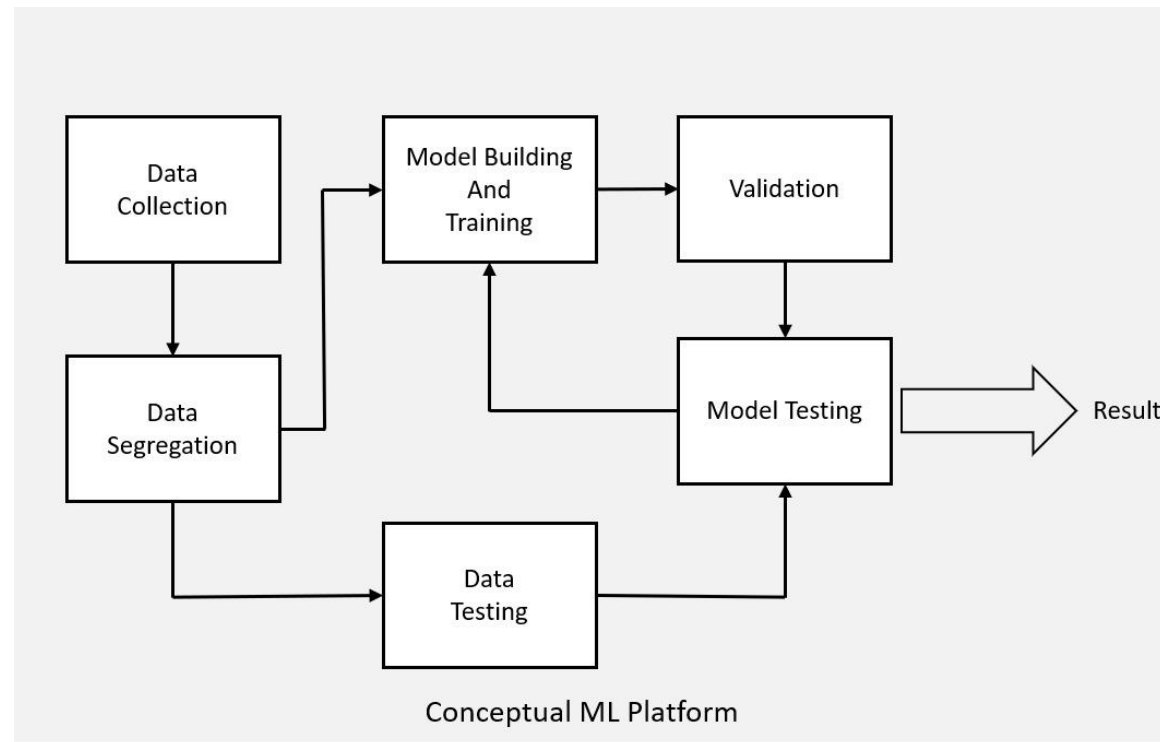 Data
Collection
Model Building
And
Training
Validation
Data
Segregation
Model Testing
Result
Data
Testing
Conceptual ML Platform